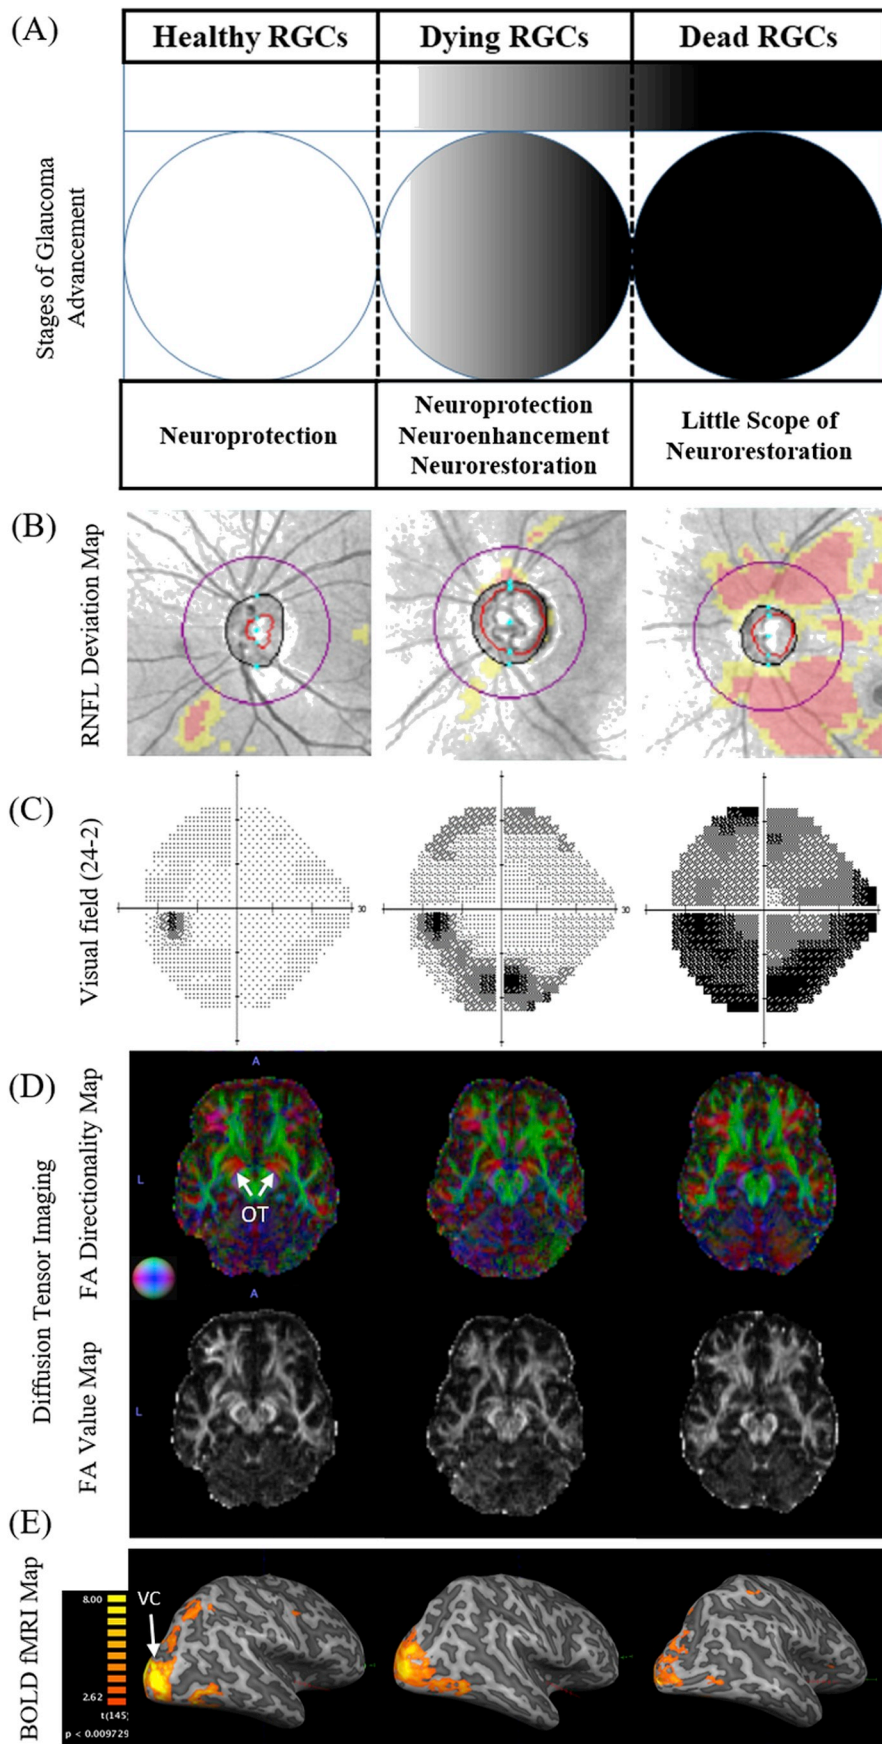 (A)
Healthy RGCs
Dying RGCs
Dead RGCs
Stages of Glaucoma
Advancement
Neuroprotection
Neuroprotection
Neuroenhancement
Neurorestoration
Little Scope of
Neurorestoration
(B)
RNFL Deviation Map
(C)
Visual field (24-2)
30
30
30
(D)
Diffusion Tensor Imaging
FA Directionality Map
A
L
OT
FA Value Map
A
L
(E)
BOLD fMRI Map
VC
8.00
2.62
t(145)
p < 0.009729